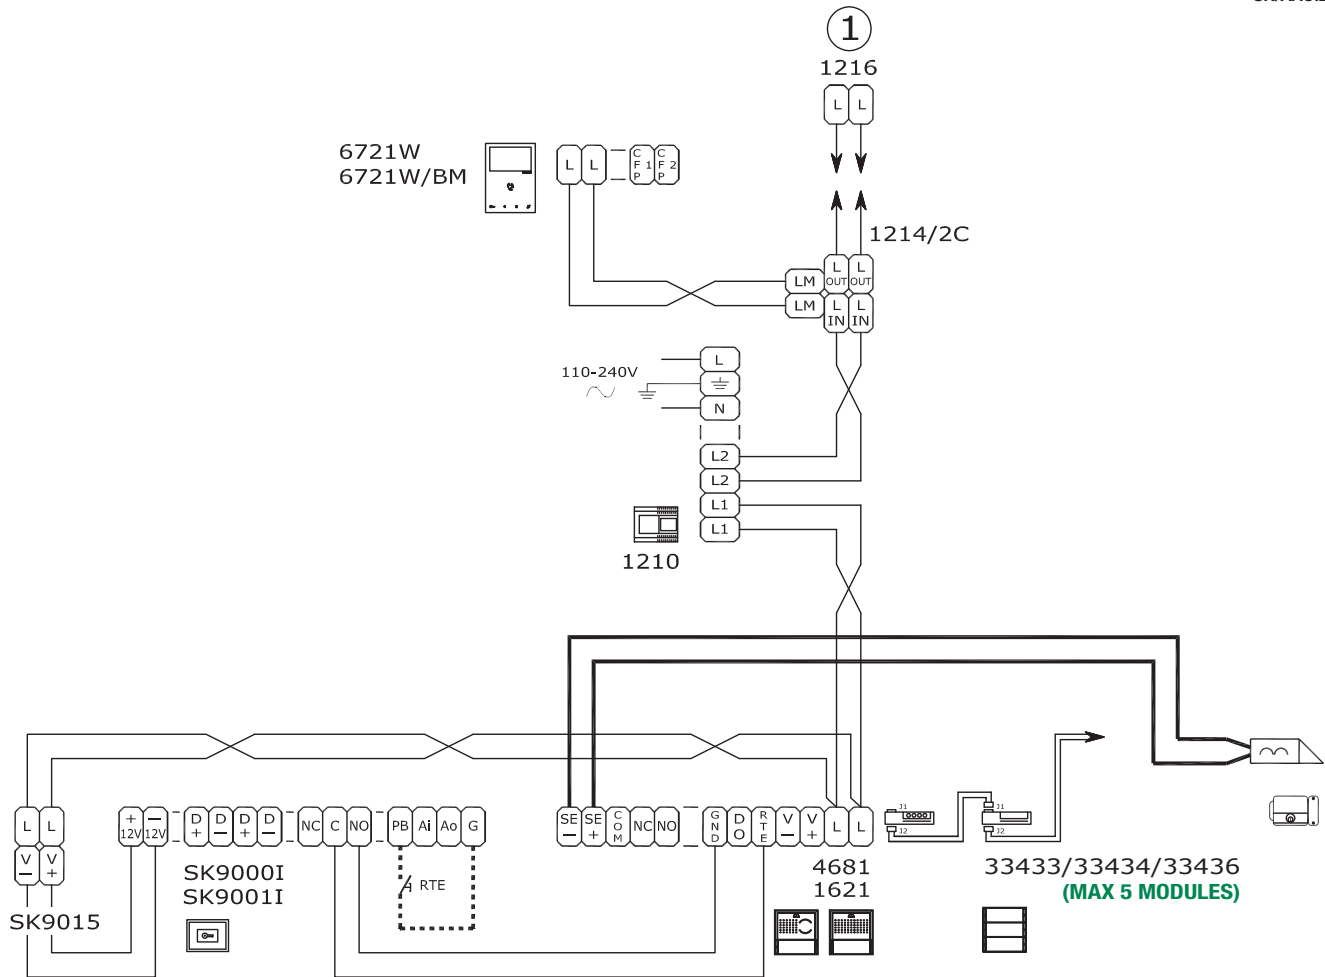 1
1216
L L
6721W
6721W/BM
L L CFP 1 CFP 2
1214/2C
LM L OUT L OUT
LM L IN L IN
110-240V
L
N
L2
L2
L1
L1
1210
L L
V - V +
SK9015
+ 12V - 12V D + D - D + D - NC C NO PB Ai Ao G
SK9000I
SK9001I
RTE
SE - SE + COM NC NO GND DO RTE V - V + L L
4681
1621
J1
J2
J1
J2
33433/33434/33436
(MAX 5 MODULES)